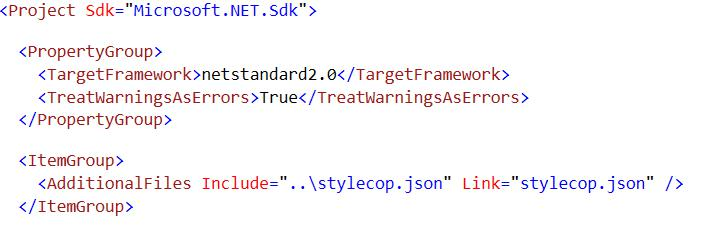 <Project Sdk="Microsoft.NET.Sdk">
<PropertyGroup>
<TargetFramework>netstandard2.0</TargetFramework>
<TreatWarningsAsErrors>True</TreatWarningsAsErrors>
</PropertyGroup>
<ItemGroup>
<AdditionalFiles Include="..\stylecop.json" Link="stylecop.json" />
</ItemGroup>